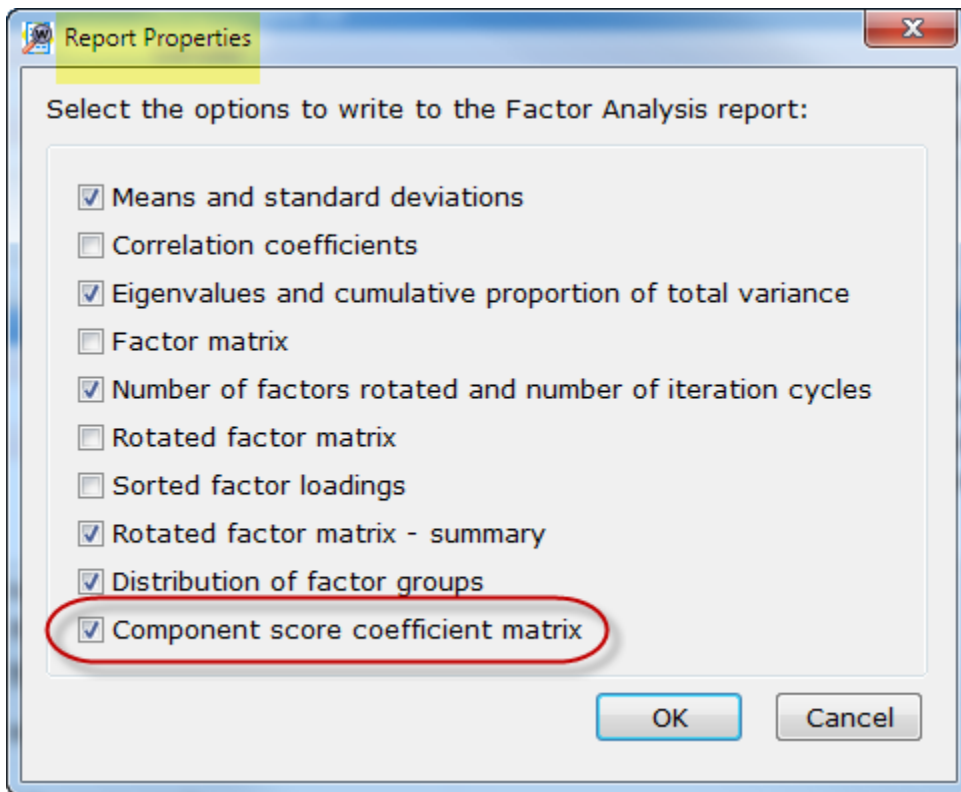 Report Properties
Select the options to write to the Factor Analysis report:
Means and standard deviations
Correlation coefficients
Eigenvalues and cumulative proportion of total variance
Factor matrix
Number of factors rotated and number of iteration cycles
Rotated factor matrix
Sorted factor loadings
Rotated factor matrix - summary
Distribution of factor groups
Component score coefficient matrix
OK Cancel